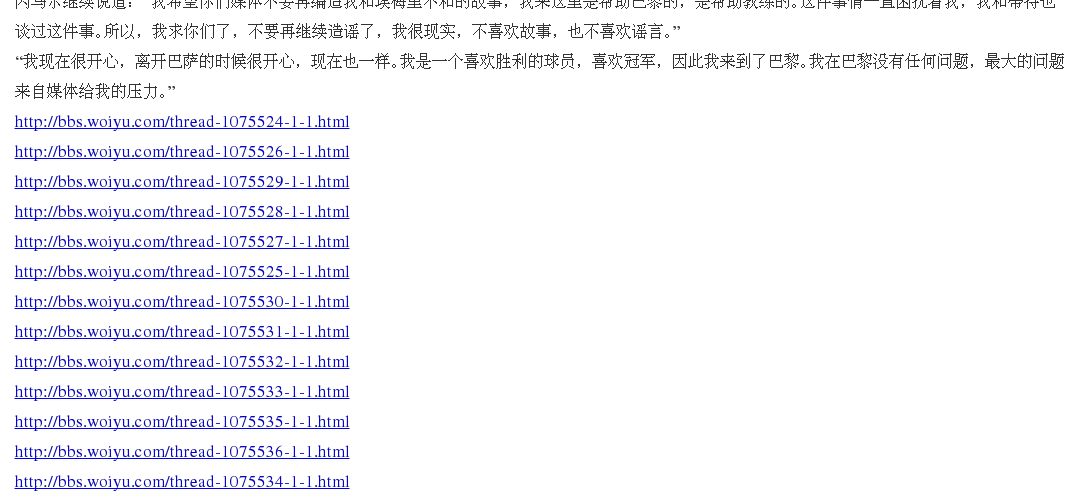 内马尔继续说道：“我希望你们媒体不要再编造我和埃梅里不和的故事，我来这里是帮助巴黎的，是帮助教练的。这件事情一直困扰着我，我和蒂特也
谈过这件事。所以，我求你们了，不要再继续造谣了，我很现实，不喜欢故事，也不喜欢谣言。”
“我现在很开心，离开巴萨的时候很开心，现在也一样。我是一个喜欢胜利的球员，喜欢冠军，因此我来到了巴黎。我在巴黎没有任何问题，最大的问题
来自媒体给我的压力。”
http://bbs.woiyu.com/thread-1075524-1-1.html
http://bbs.woiyu.com/thread-1075526-1-1.html
http://bbs.woiyu.com/thread-1075529-1-1.html
http://bbs.woiyu.com/thread-1075528-1-1.html
http://bbs.woiyu.com/thread-1075527-1-1.html
http://bbs.woiyu.com/thread-1075525-1-1.html
http://bbs.woiyu.com/thread-1075530-1-1.html
http://bbs.woiyu.com/thread-1075531-1-1.html
http://bbs.woiyu.com/thread-1075532-1-1.html
http://bbs.woiyu.com/thread-1075533-1-1.html
http://bbs.woiyu.com/thread-1075535-1-1.html
http://bbs.woiyu.com/thread-1075536-1-1.html
http://bbs.woiyu.com/thread-1075534-1-1.html